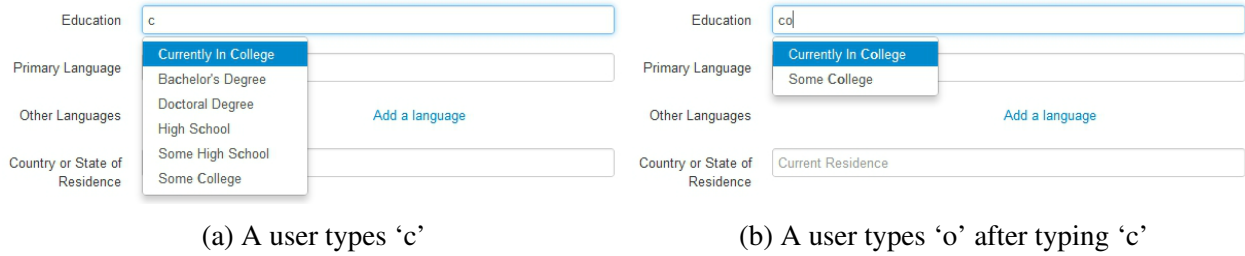 Education
c
Currently In College
Primary Language
Bachelor's Degree
Doctoral Degree
Other Languages
Add a language
High School
Some High School
Country or State of
Residence
Some College
(a) A user types ‘c’
Education
co
Currently In College
Primary Language
Some College
Other Languages
Add a language
Country or State of
Residence
Current Residence
(b) A user types ‘o’ after typing ‘c’